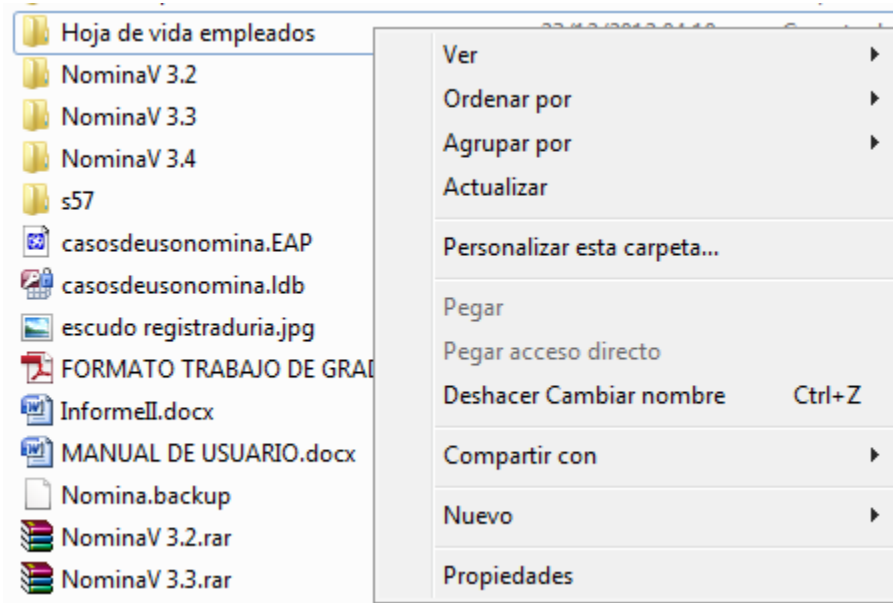 Hoja de vida empleados
NominaV 3.2
NominaV 3.3
NominaV 3.4
s57
casosdeusonomina.EAP
casosdeusonomina.ldb
escudo registraduria.jpg
FORMATO TRABAJO DE
InformeII.docx
MANUAL DE USUARIO.docx
Nomina.backup
NominaV 3.2.rar
NominaV 3.3.rar
Ver
Ordenar por
Agrupar por
Actualizar
Personalizar esta carpeta...
Pegar
Pegar acceso directo
Deshacer Cambiar nombre Ctrl+Z
Compartir con
Nuevo
Propiedades